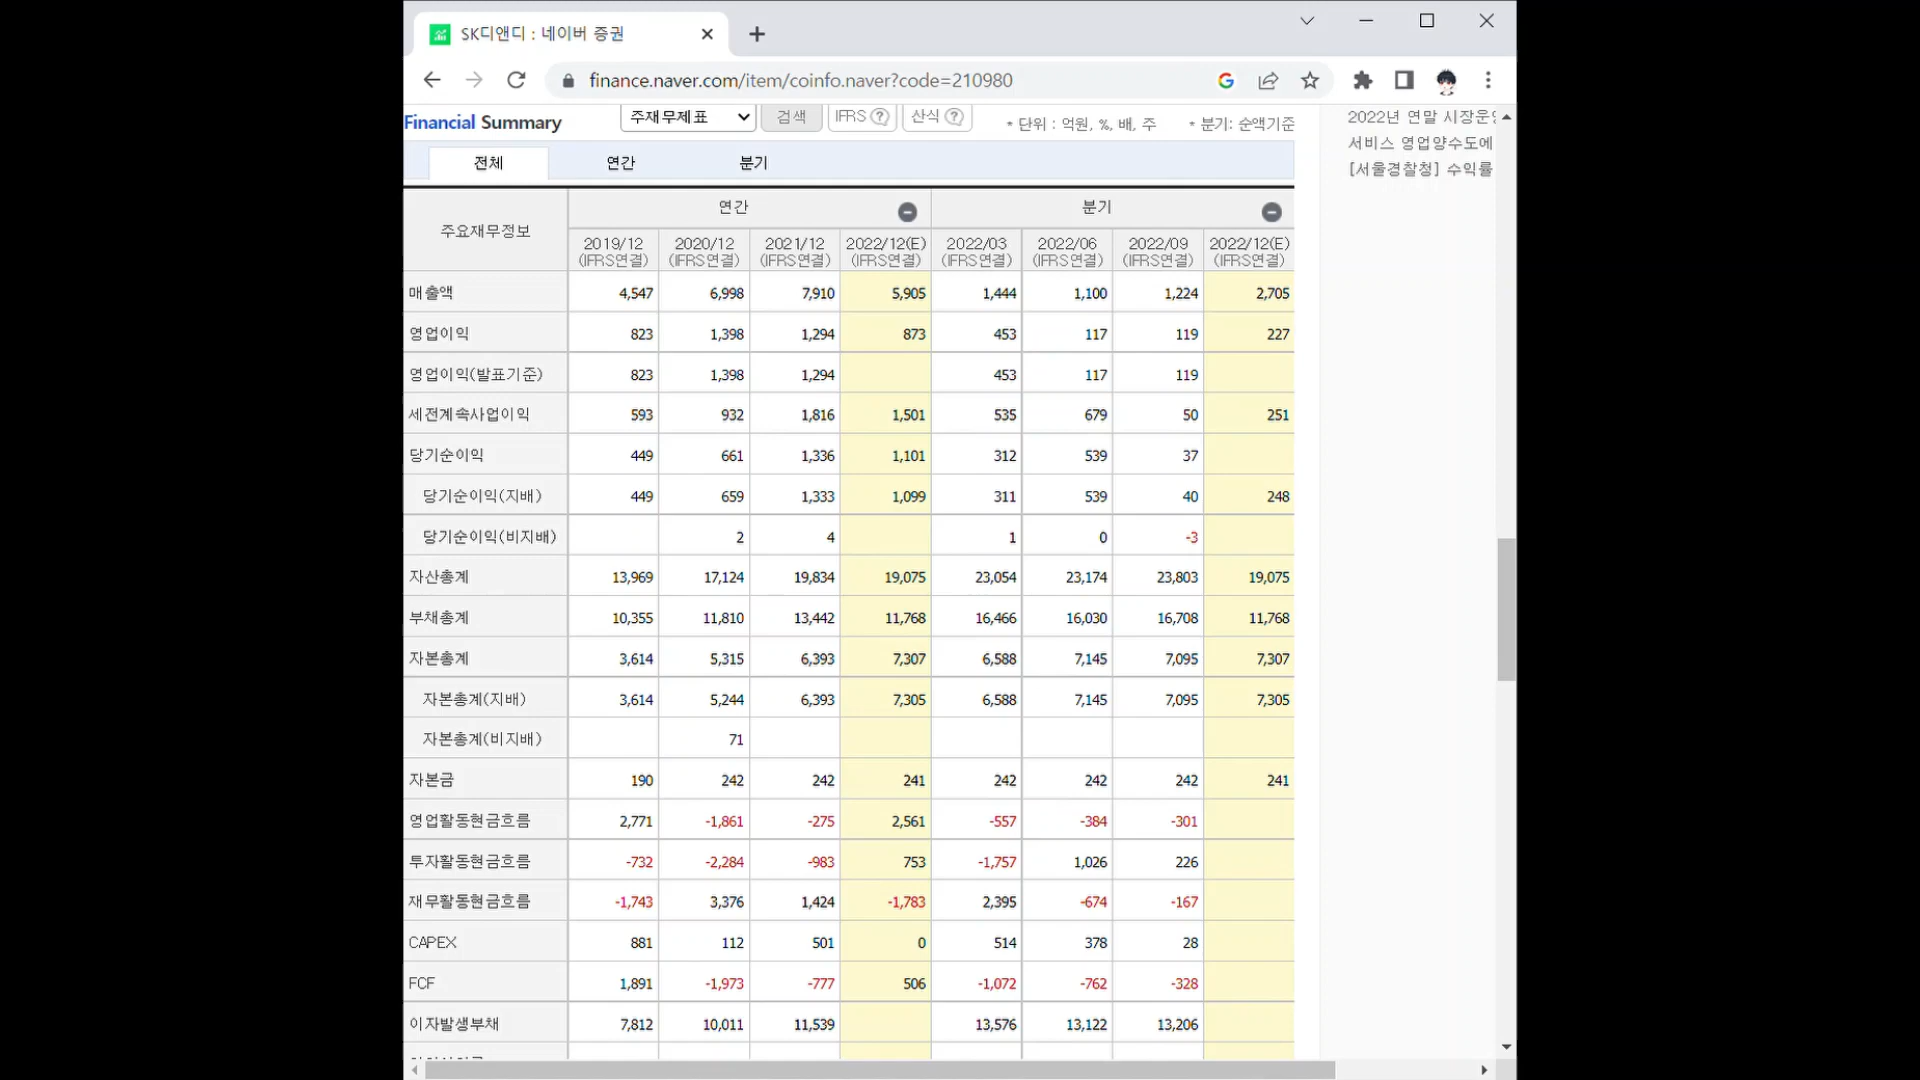 SK디앤디 : 네이버 증권
finance.naver.com/item/coinfo.naver?code=210980
Financial Summary 주재무제표 검색 IFRS ? 산식 ? * 단위 : 억원, %, 배, 주 * 분기: 순액기준
전체 연간 분기
주요재무정보 연간 분기
2019/12 2020/12 2021/12 2022/12(E) 2022/03 2022/06 2022/09 2022/12(E)
(IFRS연결) (IFRS연결) (IFRS연결) (IFRS연결) (IFRS연결) (IFRS연결) (IFRS연결) (IFRS연결)
매출액 4,547 6,998 7,910 5,905 1,444 1,100 1,224 2,705
영업이익 823 1,398 1,294 873 453 117 119 227
영업이익(발표기준) 823 1,398 1,294 453 117 119
세전계속사업이익 593 932 1,816 1,501 535 679 50 251
당기순이익 449 661 1,336 1,101 312 539 37
당기순이익(지배) 449 659 1,333 1,099 311 539 40 248
당기순이익(비지배) 2 4 1 0 -3
자산총계 13,969 17,124 19,834 19,075 23,054 23,174 23,803 19,075
부채총계 10,355 11,810 13,442 11,768 16,466 16,030 16,708 11,768
자본총계 3,614 5,315 6,393 7,307 6,588 7,145 7,095 7,307
자본총계(지배) 3,614 5,244 6,393 7,305 6,588 7,145 7,095 7,305
자본총계(비지배) 71
자본금 190 242 242 241 242 242 242 241
영업활동현금흐름 2,771 -1,861 -275 2,561 -557 -384 -301
투자활동현금흐름 -732 -2,284 -983 753 -1,757 1,026 226
재무활동현금흐름 -1,743 3,376 1,424 -1,783 2,395 -674 -167
CAPEX 881 112 501 0 514 378 28
FCF 1,891 -1,973 -777 506 -1,072 -762 -328
이자발생부채 7,812 10,011 11,539 13,576 13,122 13,206
2022년 연말 시장운영
서비스 영업양수도에
[서울경찰청] 수익률